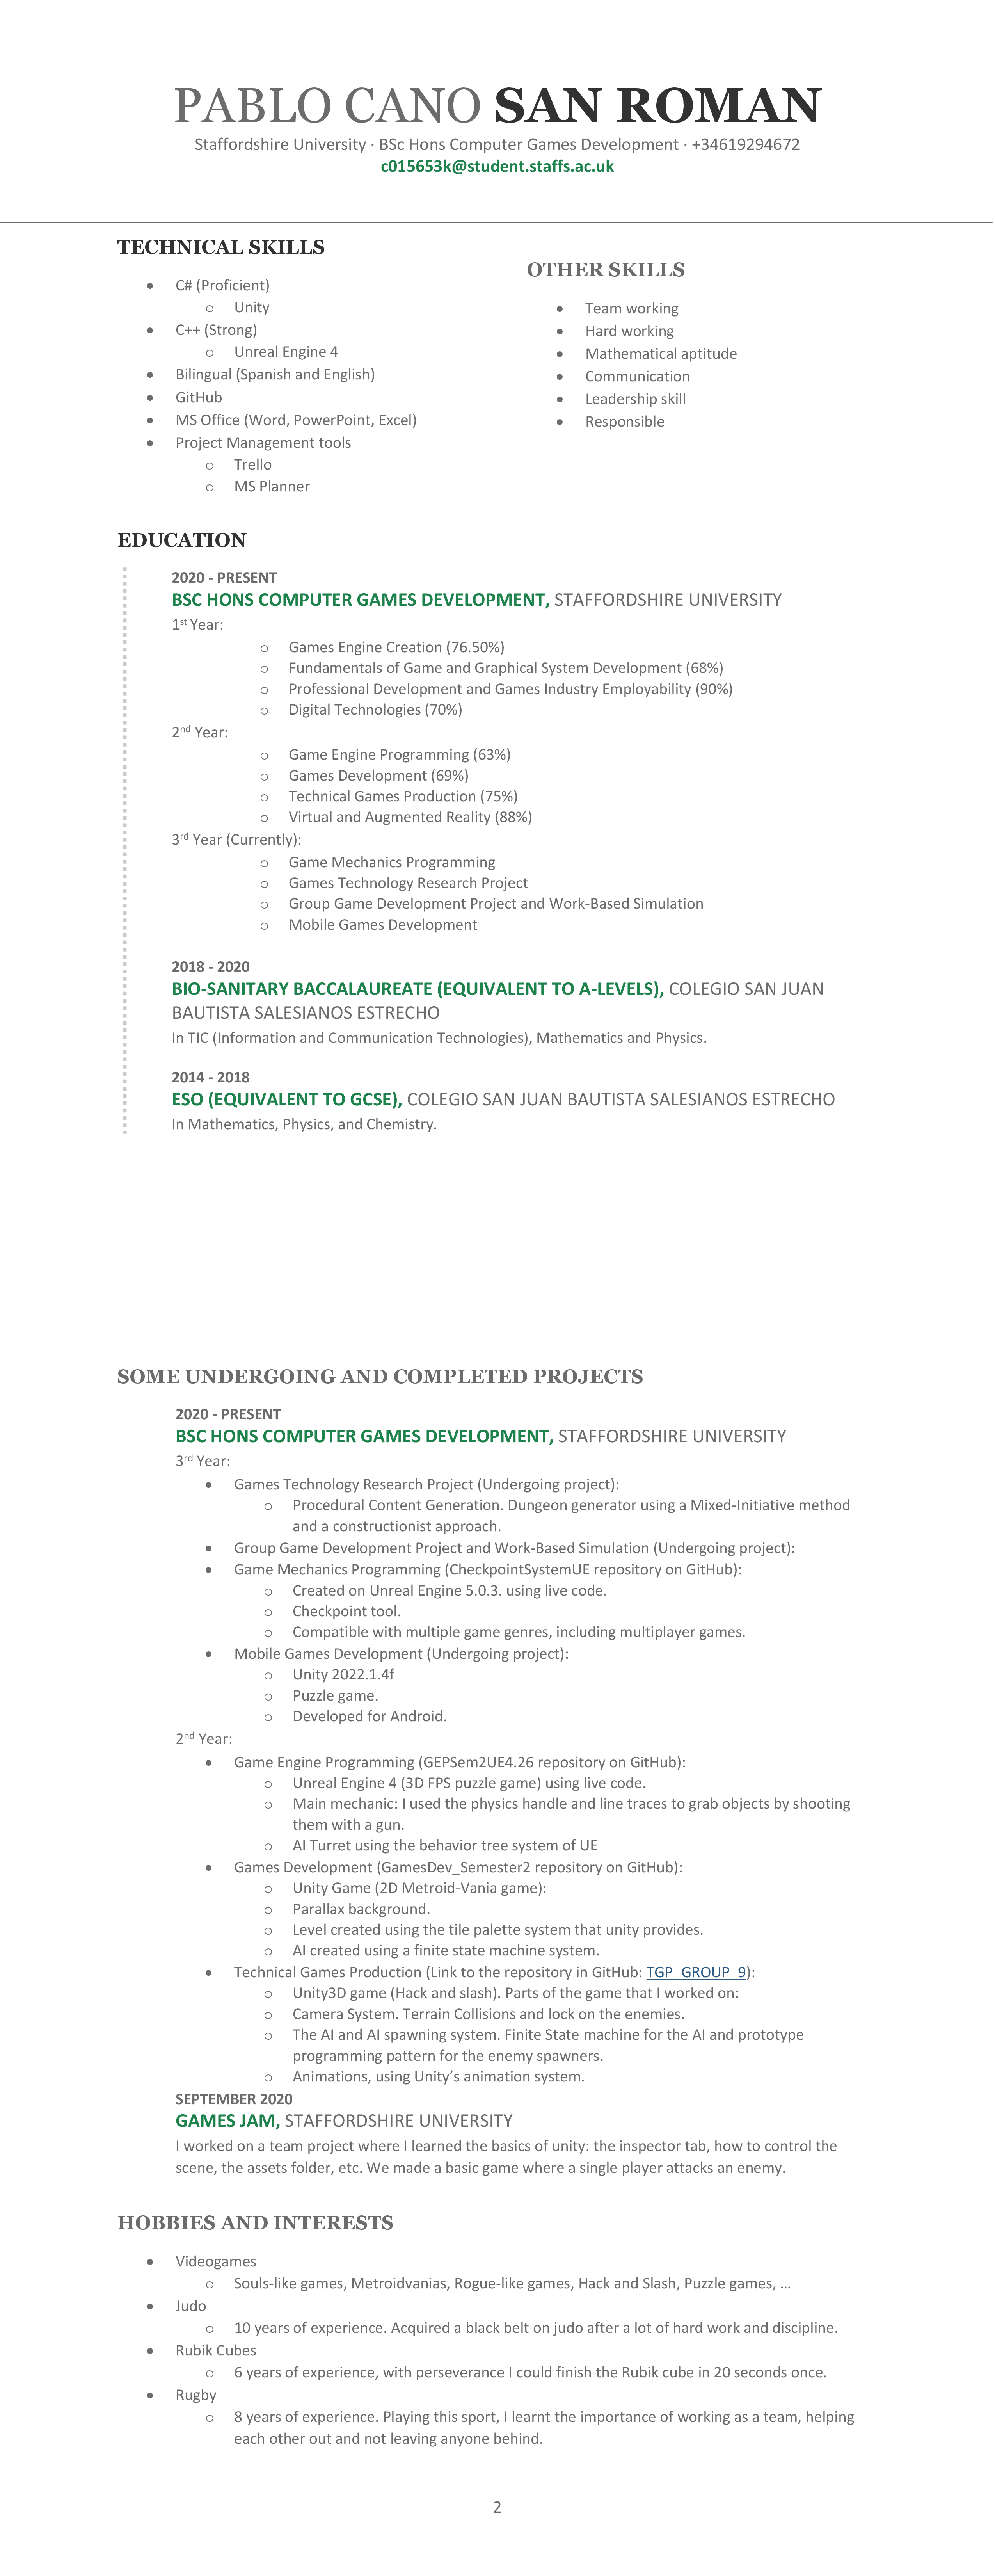 PABLO CANO SAN ROMAN
Staffordshire University · BSc Hons Computer Games Development · +34619294672
c015653k@student.staffs.ac.uk
TECHNICAL SKILLS
• C# (Proficient)
o Unity
• C++ (Strong)
o Unreal Engine 4
• Bilingual (Spanish and English)
• GitHub
• MS Office (Word, PowerPoint, Excel)
• Project Management tools
o Trello
o MS Planner
OTHER SKILLS
• Team working
• Hard working
• Mathematical aptitude
• Communication
• Leadership skill
• Responsible
EDUCATION
2020 - PRESENT
BSC HONS COMPUTER GAMES DEVELOPMENT, STAFFORDSHIRE UNIVERSITY
1st Year:
o Games Engine Creation (76.50%)
o Fundamentals of Game and Graphical System Development (68%)
o Professional Development and Games Industry Employability (90%)
o Digital Technologies (70%)
2nd Year:
o Game Engine Programming (63%)
o Games Development (69%)
o Technical Games Production (75%)
o Virtual and Augmented Reality (88%)
3rd Year (Currently):
o Game Mechanics Programming
o Games Technology Research Project
o Group Game Development Project and Work-Based Simulation
o Mobile Games Development
2018 - 2020
BIO-SANITARY BACCALAUREATE (EQUIVALENT TO A-LEVELS), COLEGIO SAN JUAN
BAUTISTA SALESIANOS ESTRECHO
In TIC (Information and Communication Technologies), Mathematics and Physics.
2014 - 2018
ESO (EQUIVALENT TO GCSE), COLEGIO SAN JUAN BAUTISTA SALESIANOS ESTRECHO
In Mathematics, Physics, and Chemistry.
SOME UNDERGOING AND COMPLETED PROJECTS
2020 - PRESENT
BSC HONS COMPUTER GAMES DEVELOPMENT, STAFFORDSHIRE UNIVERSITY
3rd Year:
• Games Technology Research Project (Undergoing project):
o Procedural Content Generation. Dungeon generator using a Mixed-Initiative method
and a constructionist approach.
• Group Game Development Project and Work-Based Simulation (Undergoing project):
• Game Mechanics Programming (CheckpointSystemUE repository on GitHub):
o Created on Unreal Engine 5.0.3. using live code.
o Checkpoint tool.
o Compatible with multiple game genres, including multiplayer games.
• Mobile Games Development (Undergoing project):
o Unity 2022.1.4f
o Puzzle game.
o Developed for Android.
2nd Year:
• Game Engine Programming (GEPSem2UE4.26 repository on GitHub):
o Unreal Engine 4 (3D FPS puzzle game) using live code.
o Main mechanic: I used the physics handle and line traces to grab objects by shooting
them with a gun.
o AI Turret using the behavior tree system of UE
• Games Development (GamesDev_Semester2 repository on GitHub):
o Unity Game (2D Metroid-Vania game):
o Parallax background.
o Level created using the tile palette system that unity provides.
o AI created using a finite state machine system.
• Technical Games Production (Link to the repository in GitHub: TGP_GROUP_9):
o Unity3D game (Hack and slash). Parts of the game that I worked on:
o Camera System. Terrain Collisions and lock on the enemies.
o The AI and AI spawning system. Finite State machine for the AI and prototype
programming pattern for the enemy spawners.
o Animations, using Unity's animation system.
SEPTEMBER 2020
GAMES JAM, STAFFORDSHIRE UNIVERSITY
I worked on a team project where I learned the basics of unity: the inspector tab, how to control the
scene, the assets folder, etc. We made a basic game where a single player attacks an enemy.
HOBBIES AND INTERESTS
• Videogames
o Souls-like games, Metroidvanias, Rogue-like games, Hack and Slash, Puzzle games, ...
• Judo
o 10 years of experience. Acquired a black belt on judo after a lot of hard work and discipline.
• Rubik Cubes
o 6 years of experience, with perseverance I could finish the Rubik cube in 20 seconds once.
• Rugby
o 8 years of experience. Playing this sport, I learnt the importance of working as a team, helping
each other out and not leaving anyone behind.
2